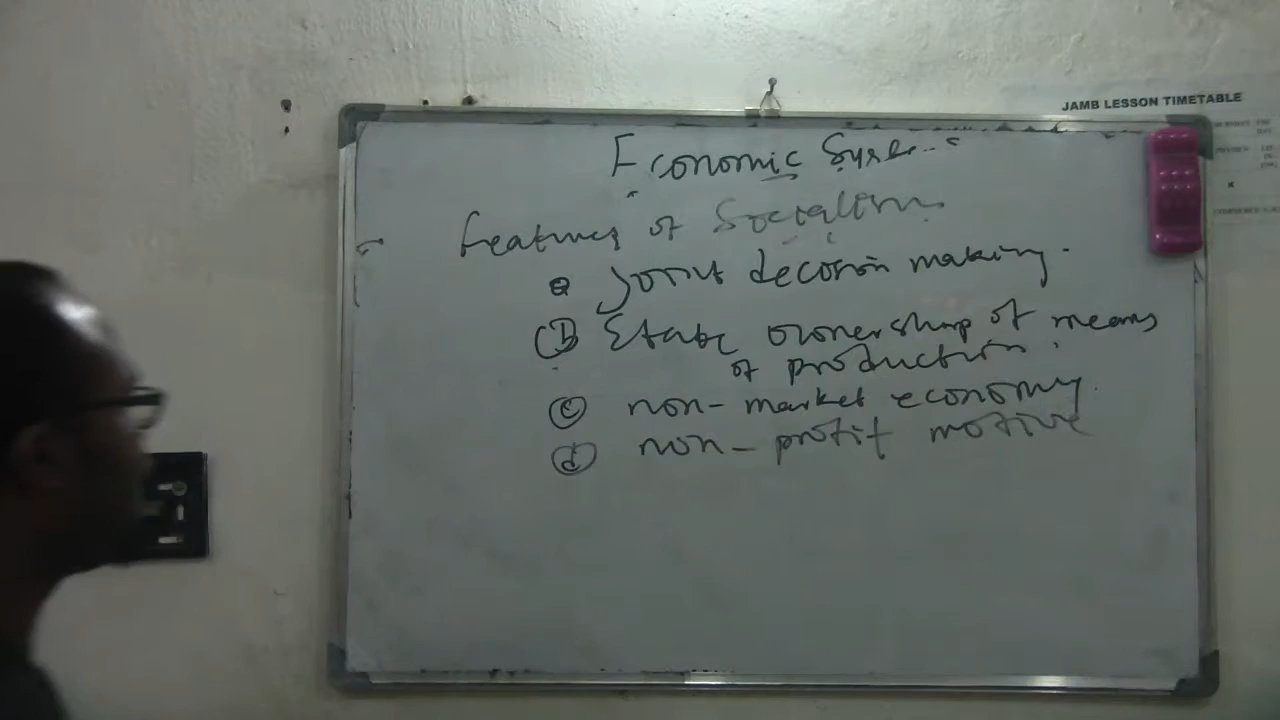 JAMB LESSON TIMETABLE
Economic
Features of Socialism
Joint decision making.
(b) State ownership of means
of production.
(c) non-market economy.
(d) non-profit motive